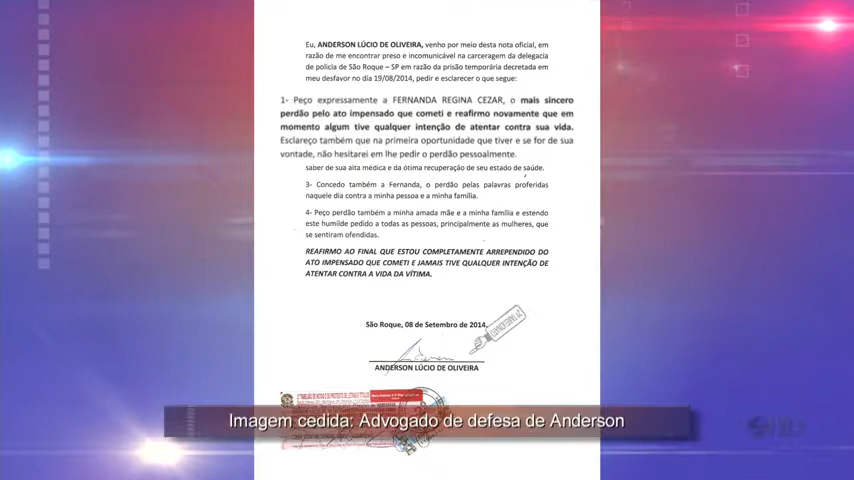 Eu, ANDERSON LÚCIO DE OLIVEIRA, venho por meio desta nota oficial, em
razão de me encontrar preso e incomunicável na carceragem da delegacia
de policia de São Roque – SP em razão da prisão temporária decretada em
meu desfavor no dia 19/08/2014, pedir e esclarecer o que segue:
1- Peço expressamente a FERNANDA REGINA CEZAR, o mais sincero
perdão pelo ato impensado que cometi e reafirmo novamente que em
momento algum tive qualquer intenção de atentar contra sua vida.
Esclareço também que na primeira oportunidade que tiver e se for de sua
vontade, não hesitarei em lhe pedir o perdão pessoalmente.
saber de sua alta médica e da ótima recuperação de seu estado de saúde.
3- Concedo também a Fernanda, o perdão pelas palavras proferidas
naquele dia contra a minha pessoa e a minha família.
4- Peço perdão também a minha amada mãe e a minha família e estendo
este humilde pedido a todas as pessoas, principalmente as mulheres, que
se sentiram ofendidas.
REAFIRMO AO FINAL QUE ESTOU COMPLETAMENTE ARREPENDIDO DO
ATO IMPENSADO QUE COMETI E JAMAIS TIVE QUALQUER INTENÇÃO DE
ATENTAR CONTRA A VIDA DA VÍTIMA.
São Roque, 08 de Setembro de 2014.
ANDERSON LÚCIO DE OLIVEIRA
Imagem cedida: Advogado de defesa de Anderson